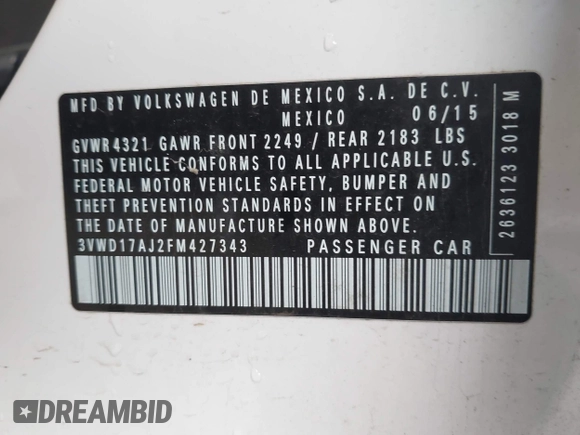 MFD BY VOLKSWAGEN DE MEXICO S.A. DE C.V.
MEXICO 06/15
GVWR 4321 GAWR FRONT 2249 / REAR 2183 LBS
THIS VEHICLE CONFORMS TO ALL APPLICABLE U.S.
FEDERAL MOTOR VEHICLE SAFETY, BUMPER AND
THEFT PREVENTION STANDARDS IN EFFECT ON
THE DATE OF MANUFACTURE SHOWN ABOVE.
3VWD17AJ2FM427343 PASSENGER CAR
2636123 3018 M
DREAMBID